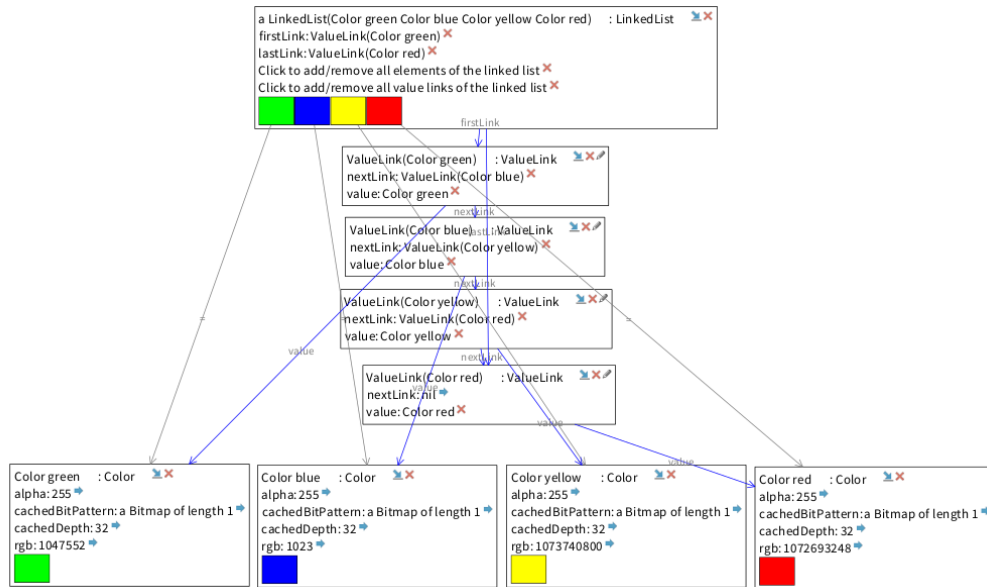 a LinkedList(Color green Color blue Color yellow Color red) : LinkedList
firstLink: ValueLink(Color green)
lastLink: ValueLink(Color red)
Click to add/remove all elements of the linked list
Click to add/remove all value links of the linked list
firstLink
ValueLink(Color green) : ValueLink
nextLink: ValueLink(Color blue)
value: Color green
nextLink
ValueLink(Color blue) : ValueLink
lastLink
nextLink: ValueLink(Color yellow)
value: Color blue
nextLink
ValueLink(Color yellow) : ValueLink
nextLink: ValueLink(Color red)
value: Color yellow
= = =
value
nextLink
ValueLink(Color red) : ValueLink
nextLink: nil
value
value: Color red
value
value
Color green : Color
alpha: 255
cachedBitPattern: a Bitmap of length 1
cachedDepth: 32
rgb: 1047552
Color blue : Color
alpha: 255
cachedBitPattern: a Bitmap of length 1
cachedDepth: 32
rgb: 1023
Color yellow : Color
alpha: 255
cachedBitPattern: a Bitmap of length 1
cachedDepth: 32
rgb: 1073740800
Color red : Color
alpha: 255
cachedBitPattern: a Bitmap of length 1
cachedDepth: 32
rgb: 1072693248